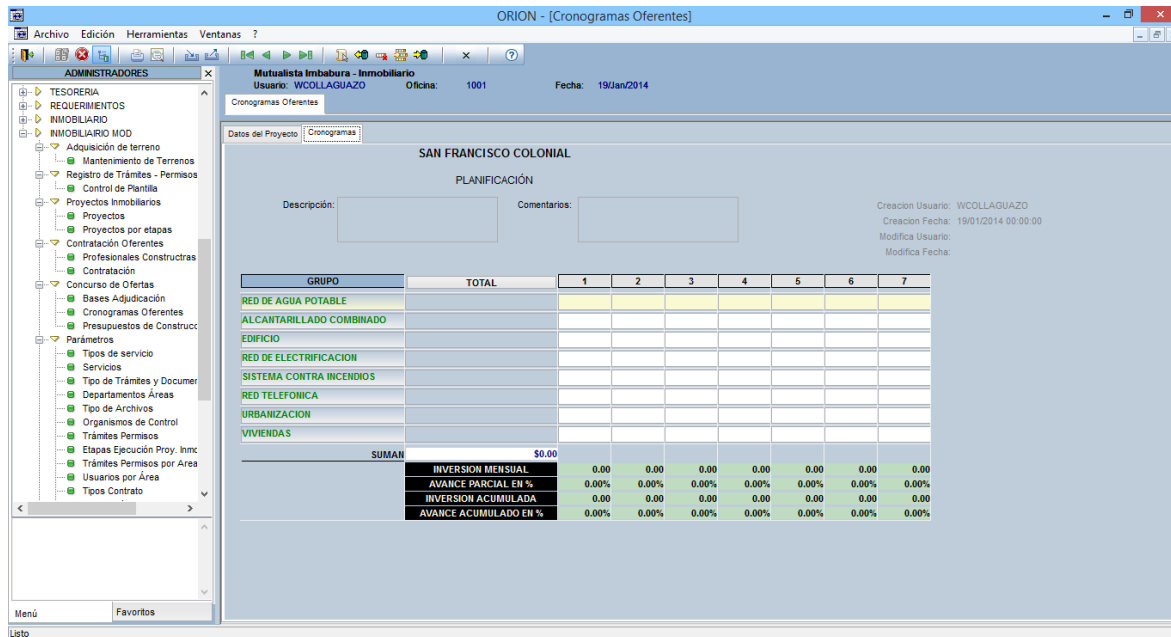 ORION - [Cronogramas Oferentes]
Archivo Edición Herramientas Ventanas ?
ADMINISTRADORES
TESORERIA
REQUERIMIENTOS
INMOBILIARIO
INMOBILIAIRIO MOD
Adquisición de terreno
Mantenimiento de Terrenos
Registro de Trámites - Permisos
Control de Plantilla
Proyectos Inmobiliarios
Proyectos
Proyectos por etapas
Contratación Oferentes
Profesionales Constructras
Contratación
Concurso de Ofertas
Bases Adjudicación
Cronogramas Oferentes
Presupuestos de Construcc
Parámetros
Tipos de servicio
Servicios
Tipo de Trámites y Documer
Departamentos Áreas
Tipo de Archivos
Organismos de Control
Trámites Permisos
Etapas Ejecución Proy. Inmo
Trámites Permisos por Area
Usuarios por Área
Tipos Contrato
Menú Favoritos
Listo
Mutualista Imbabura - Inmobiliario
Usuario: WCOLLAGUAZO Oficina: 1001 Fecha: 19/Jan/2014
Cronogramas Oferentes
Datos del Proyecto Cronogramas
SAN FRANCISCO COLONIAL
PLANIFICACIÓN
Descripción: Comentarios:
Creacion Usuario: WCOLLAGUAZO
Creacion Fecha: 19/01/2014 00:00:00
Modifica Usuario:
Modifica Fecha:
GRUPO TOTAL 1 2 3 4 5 6 7
RED DE AGUA POTABLE
ALCANTARILLADO COMBINADO
EDIFICIO
RED DE ELECTRIFICACION
SISTEMA CONTRA INCENDIOS
RED TELEFONICA
URBANIZACION
VIVIENDAS
SUMAN $0.00
INVERSION MENSUAL 0.00 0.00 0.00 0.00 0.00 0.00 0.00
AVANCE PARCIAL EN % 0.00% 0.00% 0.00% 0.00% 0.00% 0.00% 0.00%
INVERSION ACUMULADA 0.00 0.00 0.00 0.00 0.00 0.00 0.00
AVANCE ACUMULADO EN % 0.00% 0.00% 0.00% 0.00% 0.00% 0.00% 0.00%